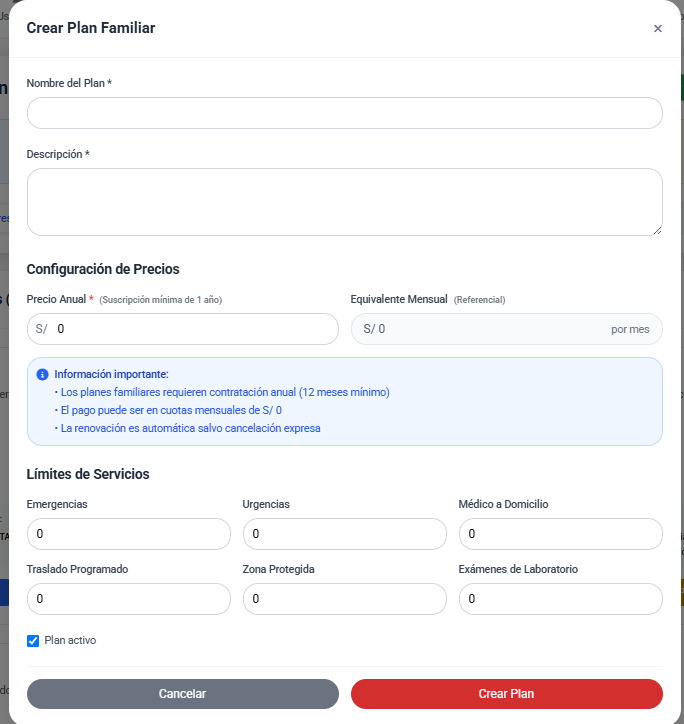 Crear Plan Familiar
×
Nombre del Plan *
Descripción *
Configuración de Precios
Precio Anual * (Suscripción mínima de 1 año)
Equivalente Mensual (Referencial)
S/ 0
S/ 0 por mes
Información importante:
• Los planes familiares requieren contratación anual (12 meses mínimo)
• El pago puede ser en cuotas mensuales de S/ 0
• La renovación es automática salvo cancelación expresa
Límites de Servicios
Emergencias Urgencias Médico a Domicilio
0 0 0
Traslado Programado Zona Protegida Exámenes de Laboratorio
0 0 0
Plan activo
Cancelar Crear Plan